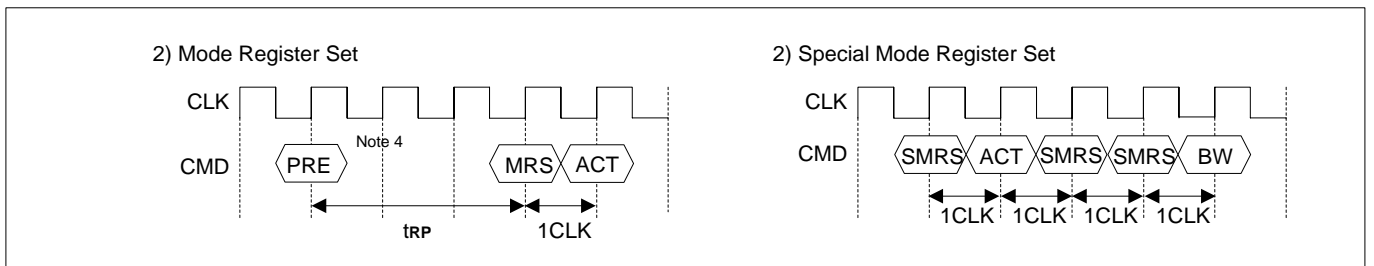 2) Mode Register Set
CLK
CMD
PRE
Note 4
MRS
ACT
tRP
1CLK
2) Special Mode Register Set
CLK
CMD
SMRS
ACT
SMRS
SMRS
BW
1CLK
1CLK
1CLK
1CLK